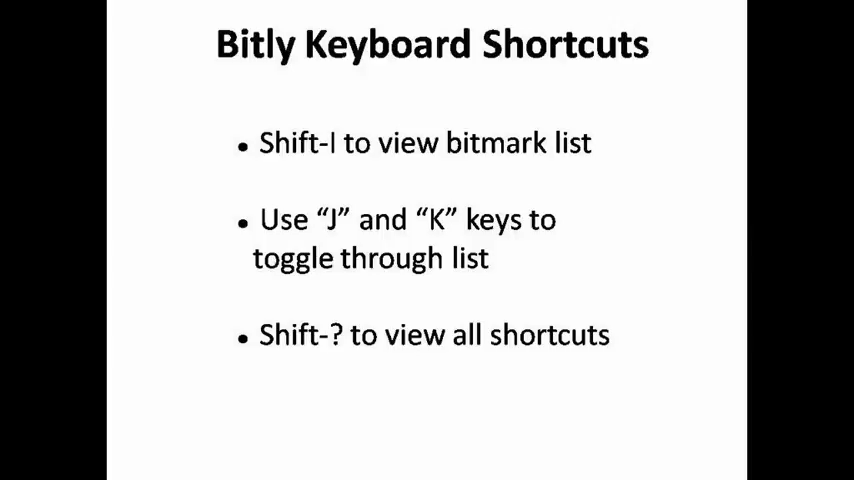 Bitly Keyboard Shortcuts
• Shift-l to view bitmark list
• Use “J” and “K” keys to
toggle through list
• Shift-? to view all shortcuts